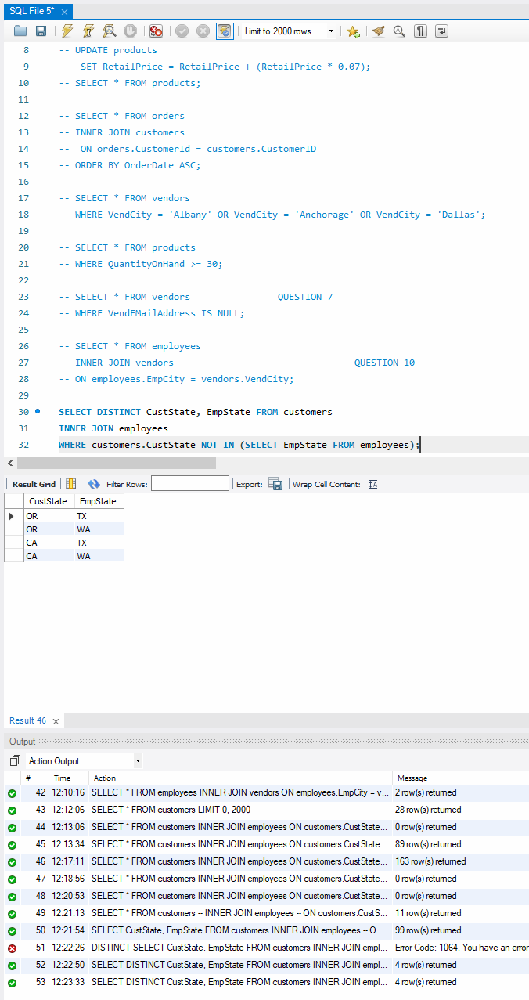 SQL File 5*
Limit to 2000 rows
8 -- UPDATE products
9 -- SET RetailPrice = RetailPrice + (RetailPrice * 0.07);
10 -- SELECT * FROM products;
11
12 -- SELECT * FROM orders
13 -- INNER JOIN customers
14 -- ON orders.CustomerId = customers.CustomerID
15 -- ORDER BY OrderDate ASC;
16
17 -- SELECT * FROM vendors
18 -- WHERE VendCity = 'Albany' OR VendCity = 'Anchorage' OR VendCity = 'Dallas';
19
20 -- SELECT * FROM products
21 -- WHERE QuantityOnHand >= 30;
22
23 -- SELECT * FROM vendors QUESTION 7
24 -- WHERE VendEMailAddress IS NULL;
25
26 -- SELECT * FROM employees
27 -- INNER JOIN vendors QUESTION 10
28 -- ON employees.EmpCity = vendors.VendCity;
29
30 SELECT DISTINCT CustState, EmpState FROM customers
31 INNER JOIN employees
32 WHERE customers.CustState NOT IN (SELECT EmpState FROM employees);
Result Grid Filter Rows: Export: Wrap Cell Content:
CustState EmpState
OR TX
OR WA
CA TX
CA WA
Result 46
Output
Action Output
# Time Action Message
42 12:10:16 SELECT * FROM employees INNER JOIN vendors ON employees.EmpCity = v... 2 row(s) returned
43 12:12:06 SELECT * FROM customers LIMIT 0, 2000 28 row(s) returned
44 12:13:06 SELECT * FROM customers INNER JOIN employees ON customers.CustState... 0 row(s) returned
45 12:13:34 SELECT * FROM customers INNER JOIN employees ON customers.CustState... 89 row(s) returned
46 12:17:11 SELECT * FROM customers INNER JOIN employees ON customers.CustState... 163 row(s) returned
47 12:18:56 SELECT * FROM customers INNER JOIN employees ON customers.CustState... 0 row(s) returned
48 12:20:53 SELECT * FROM customers INNER JOIN employees ON customers.CustState... 0 row(s) returned
49 12:21:13 SELECT * FROM customers -- INNER JOIN employees -- ON customers.CustS... 11 row(s) returned
50 12:21:54 SELECT CustState, EmpState FROM customers INNER JOIN employees -- O... 99 row(s) returned
51 12:22:26 DISTINCT SELECT CustState, EmpState FROM customers INNER JOIN empl... Error Code: 1064. You have an error
52 12:22:50 SELECT DISTINCT CustState, EmpState FROM customers INNER JOIN empl... 4 row(s) returned
53 12:23:33 SELECT DISTINCT CustState, EmpState FROM customers INNER JOIN empl... 4 row(s) returned